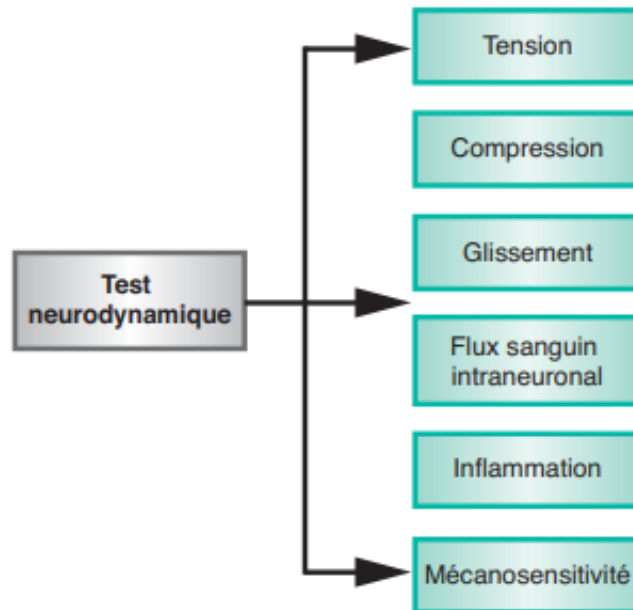 Tension
Compression
Glissement
Test
neurodynamique
Flux sanguin
intraneuronal
Inflammation
Mécanosensitivité